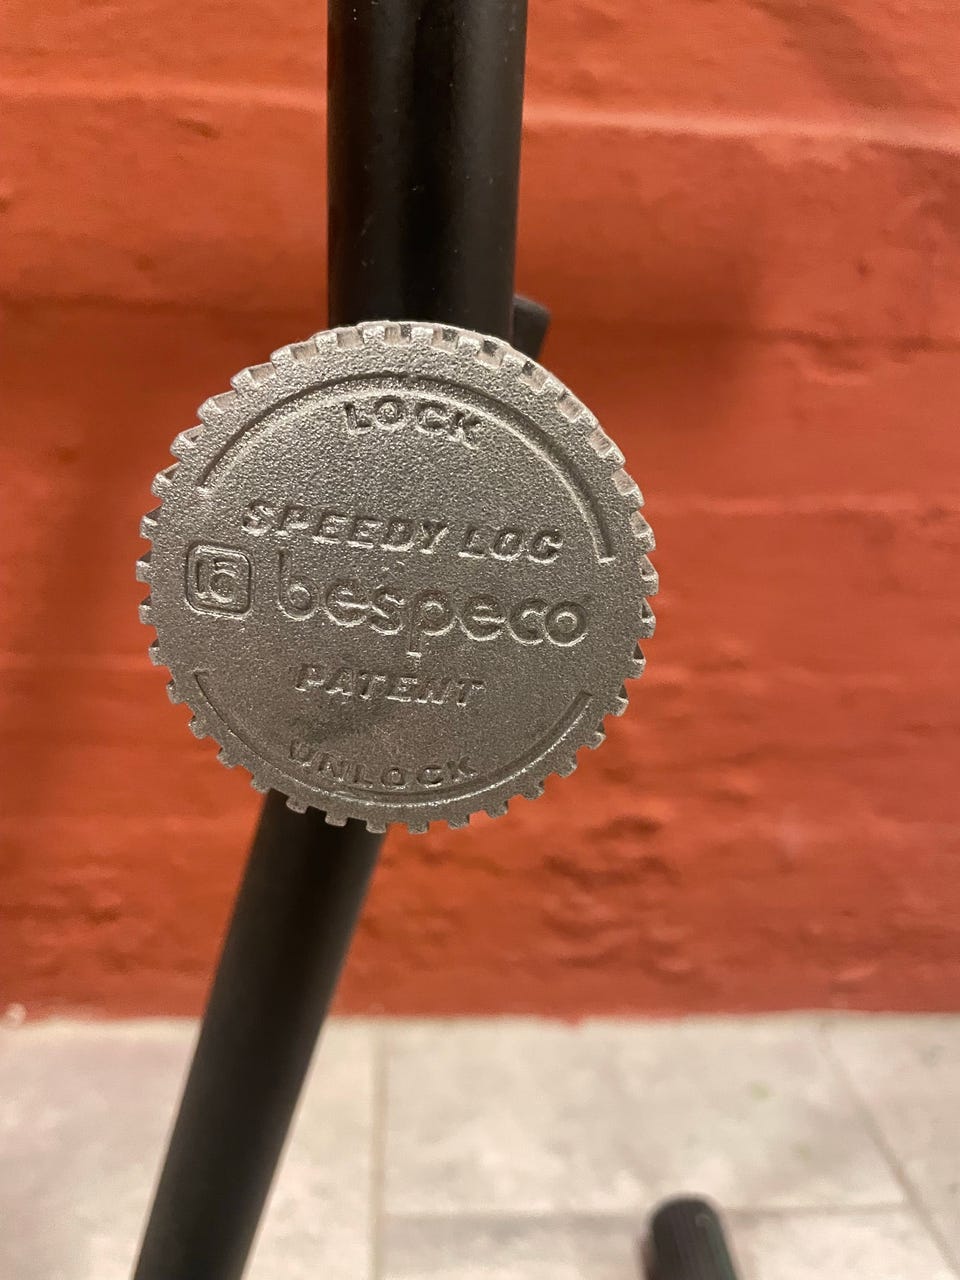 LOCK
SPEEDY LOC
bespeco
PATENT
UNLOCK